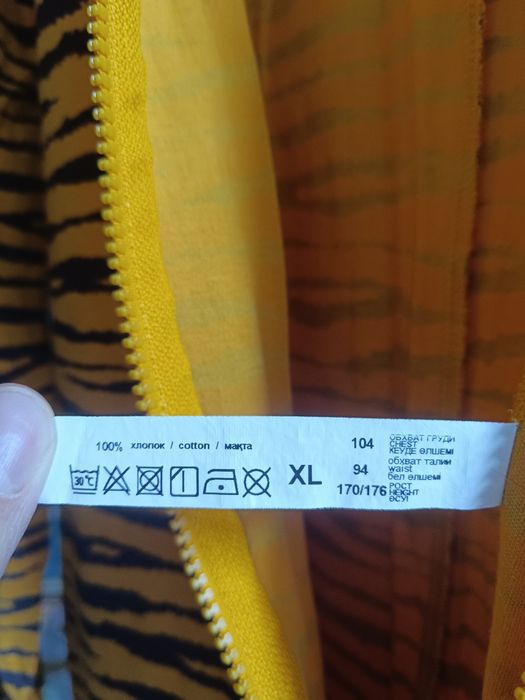 100% хлопок / cotton / мақта
30°C
XL
104 ОБХВАТ ГРУДИ
CHEST
КЕУДЕ ӨЛШЕМІ
94 обхват талии
waist
бел өлшемі
170/176 РОСТ
HEIGHT
ӨСУІ